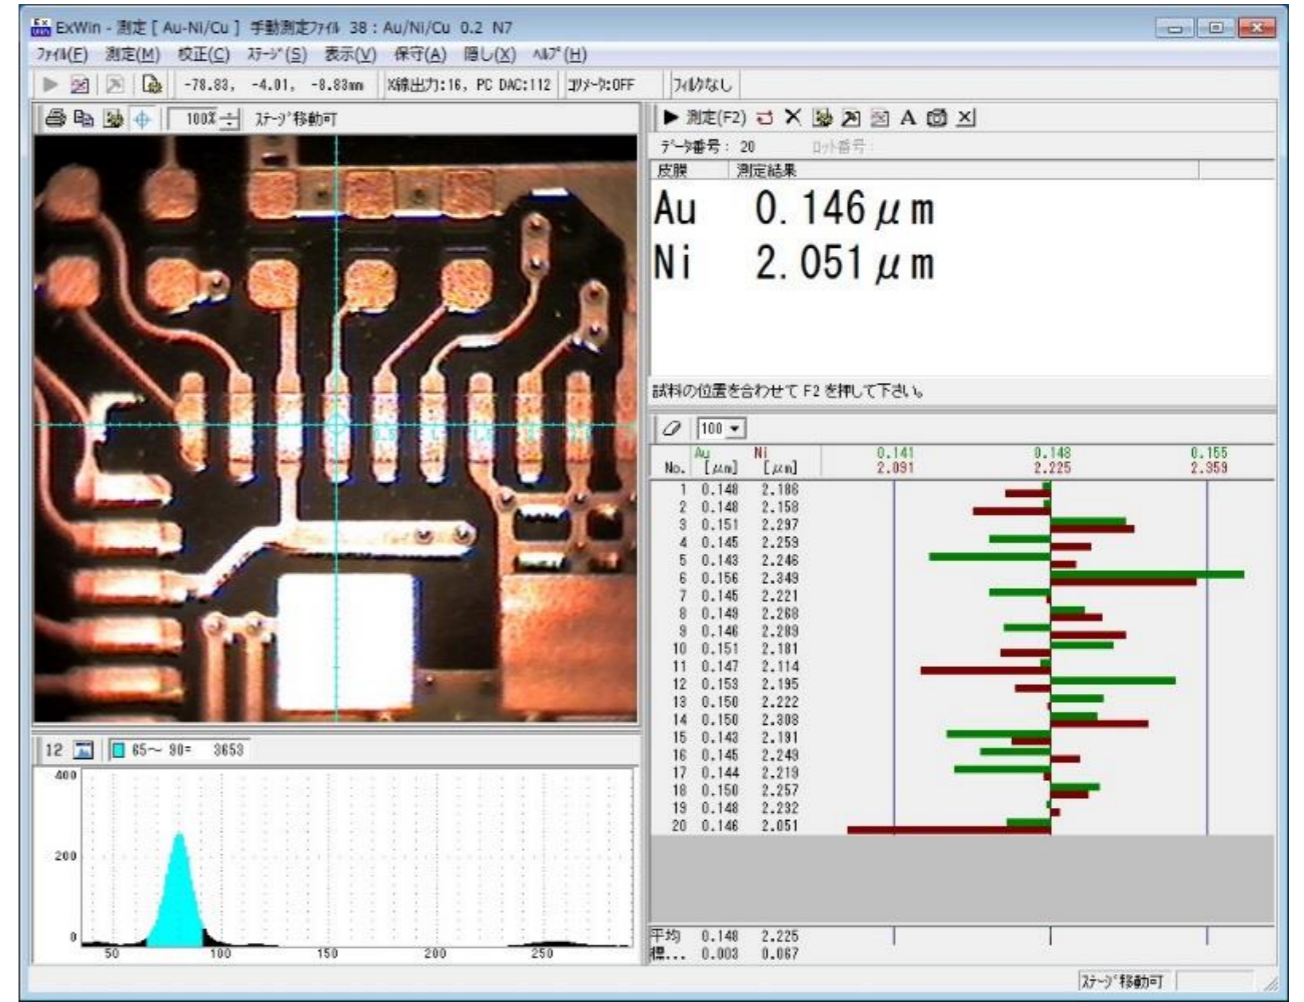 ExWin - 測定 [ Au-Ni/Cu ] 手動測定ﾌｧｲﾙ 38 : Au/Ni/Cu 0.2 N7
ﾌｧｲﾙ(F) 測定(M) 校正(C) ｽﾃｰｼﾞ(S) 表示(V) 保守(A) 隠し(X) ﾍﾙﾌﾟ(H)
-78.83, -4.01, -8.83mm X線出力:16, PC DAC:112 ｺﾘﾒｰﾀ:OFF ﾌｨﾙﾀなし
100% ｽﾃｰｼﾞ移動可
測定(F2) A
ﾃﾞｰﾀ番号 : 20 ﾛｯﾄ番号 :
皮膜 測定結果
Au 0.146μm
Ni 2.051μm
試料の位置を合わせて F2 を押して下さい。
100
Au Ni 0.141 0.148 0.155
No. [μm] [μm] 2.091 2.225 2.359
1 0.148 2.186
2 0.148 2.158
3 0.151 2.297
4 0.145 2.259
5 0.143 2.246
6 0.156 2.349
7 0.145 2.221
8 0.149 2.268
9 0.146 2.289
10 0.151 2.181
11 0.147 2.114
12 0.153 2.195
13 0.150 2.222
14 0.150 2.308
15 0.143 2.191
16 0.145 2.249
17 0.144 2.219
18 0.150 2.257
19 0.148 2.232
20 0.146 2.051
平均 0.148 2.225
標... 0.003 0.067
12 65～ 90= 3653
400
200
0
50 100 150 200 250
ｽﾃｰｼﾞ移動可